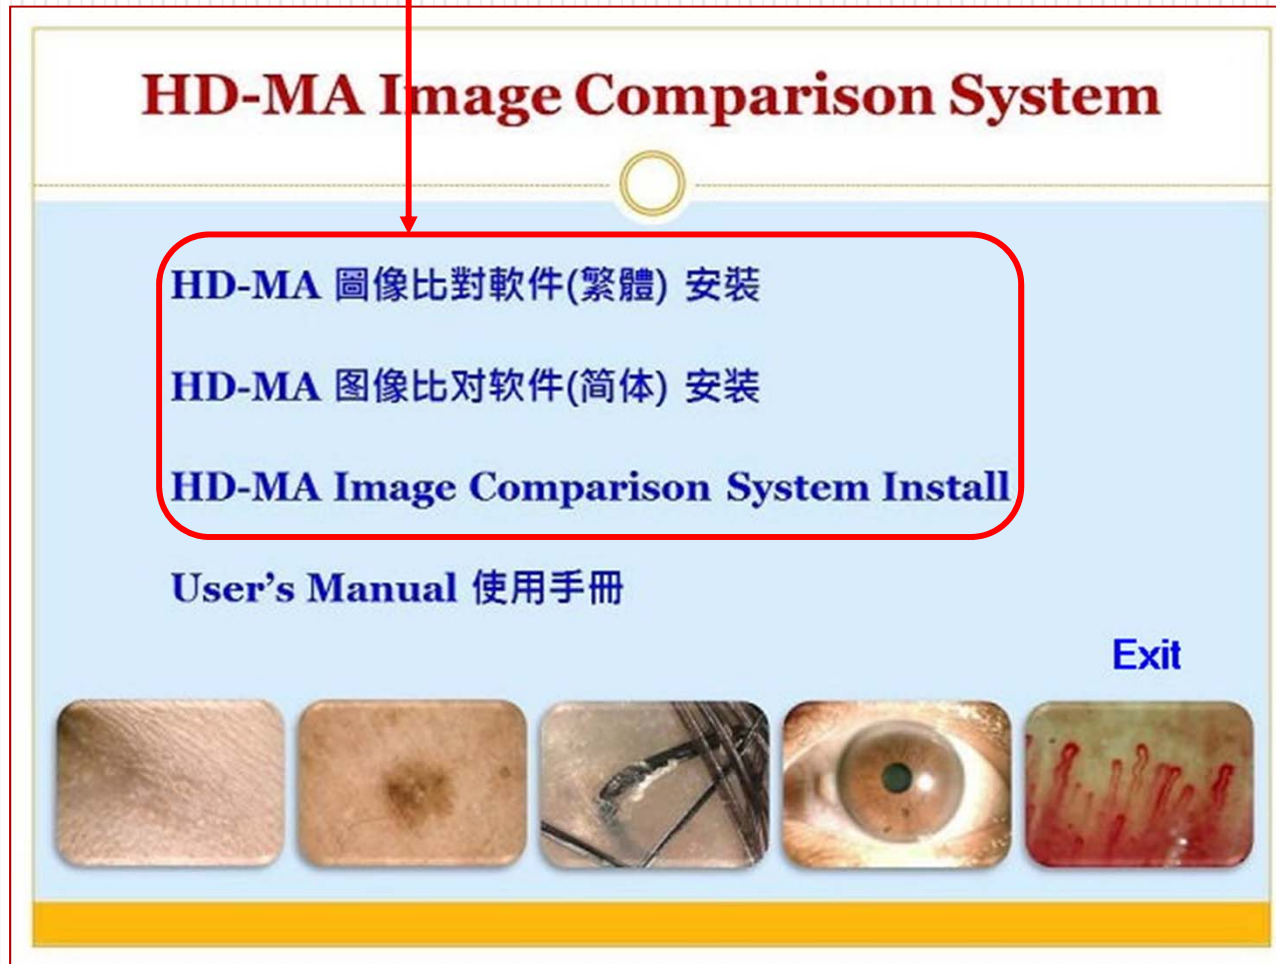 HD-MA Image Comparison System
HD-MA 圖像比對軟件(繁體) 安裝
HD-MA 图像比对软件(简体) 安装
HD-MA Image Comparison System Install
User’s Manual 使用手冊
Exit